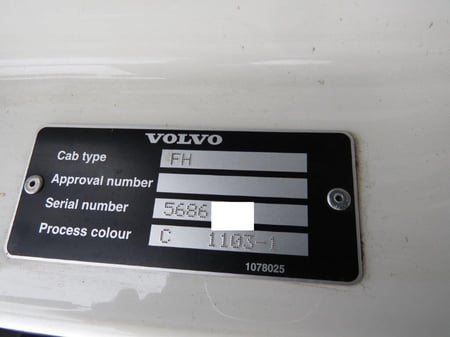 VOLVO
Cab type FH
Approval number
Serial number 5686
Process colour C 1103-1
1078025